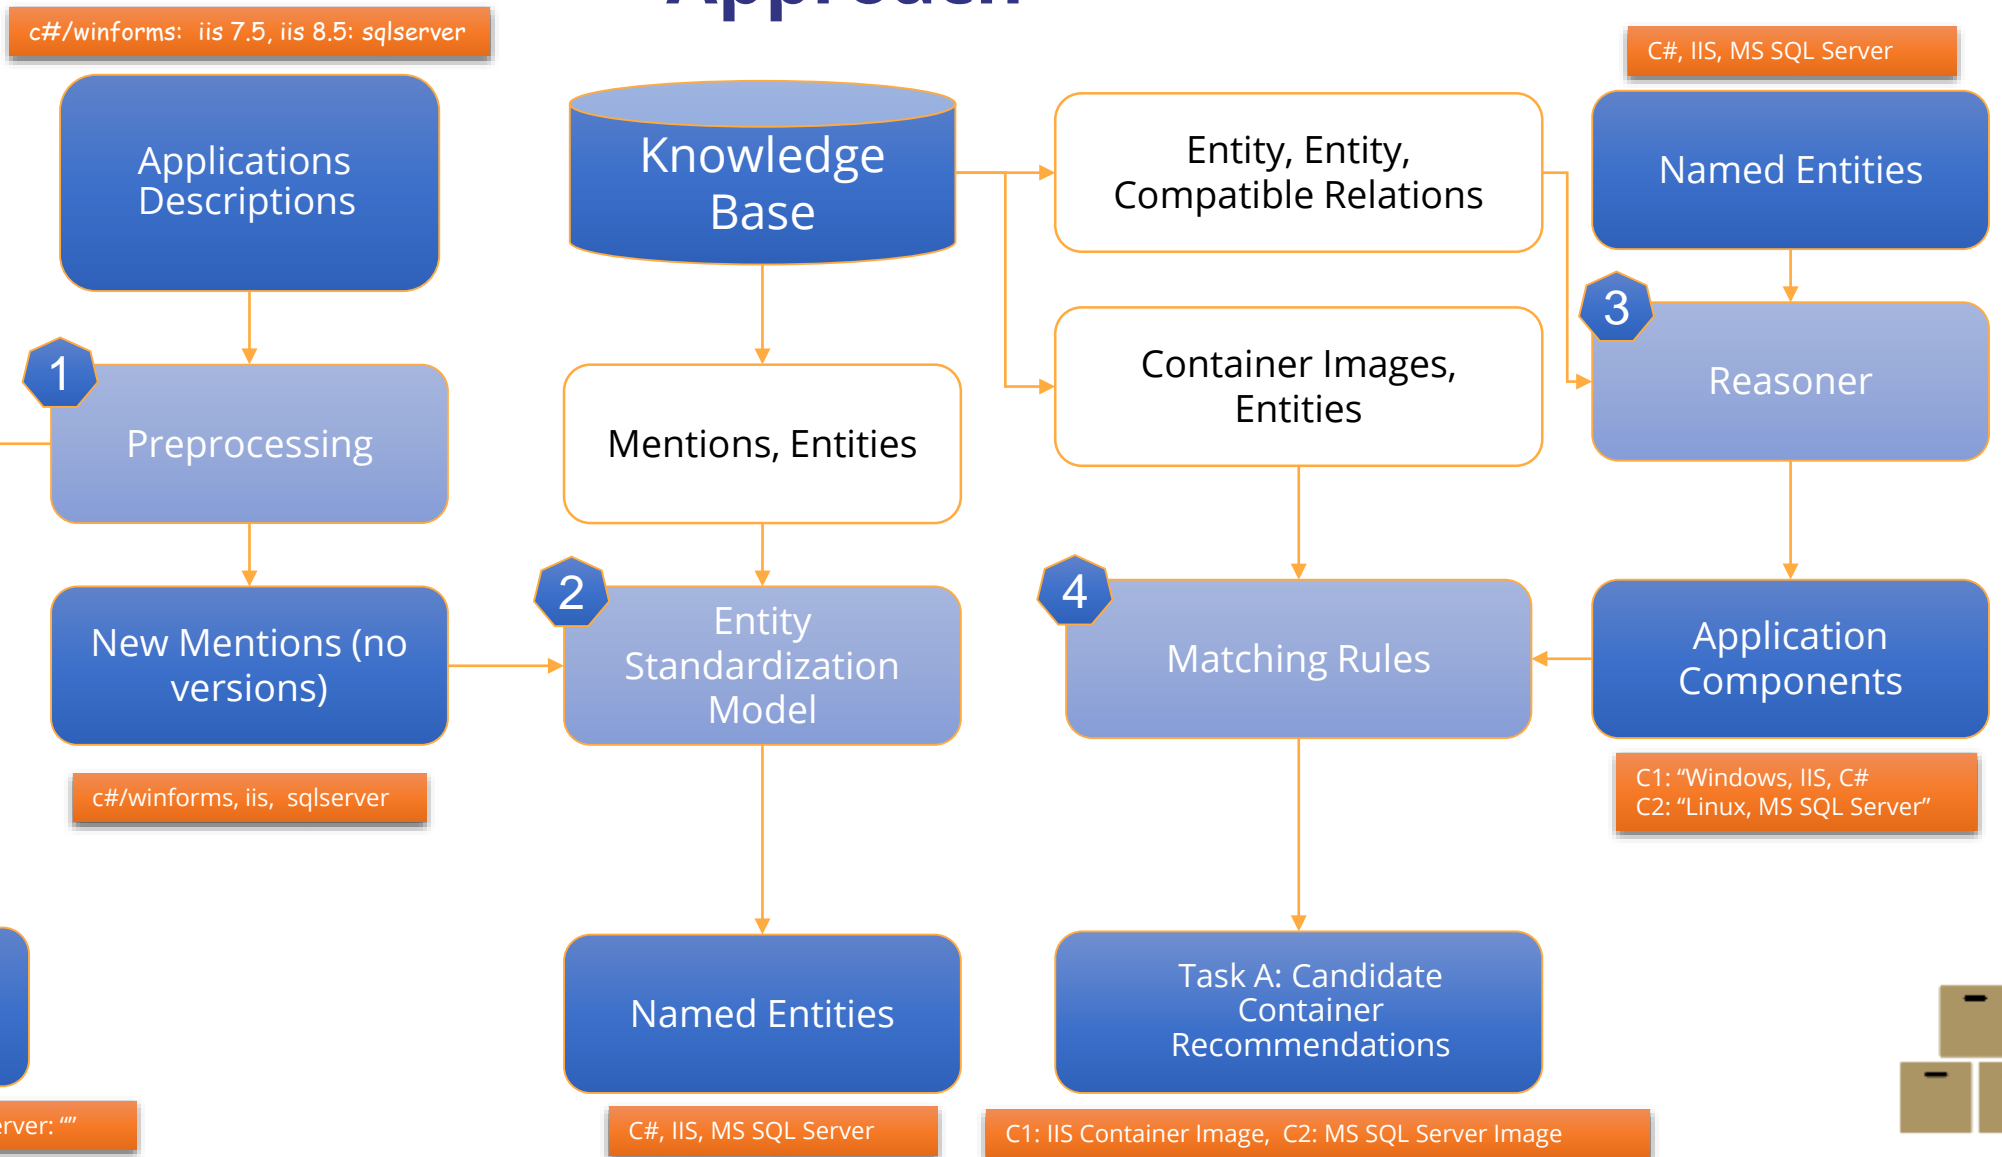 Approach
c#/winforms: iis 7.5, iis 8.5: sqlserver
Applications
Descriptions
1
Preprocessing
New Mentions (no
versions)
c#/winforms, iis, sqlserver
erver: “”
Knowledge
Base
Mentions, Entities
2
Entity
Standardization
Model
Named Entities
C#, IIS, MS SQL Server
Entity, Entity,
Compatible Relations
Container Images,
Entities
4
Matching Rules
Task A: Candidate
Container
Recommendations
C1: IIS Container Image, C2: MS SQL Server Image
C#, IIS, MS SQL Server
Named Entities
3
Reasoner
Application
Components
C1: “Windows, IIS, C#
C2: “Linux, MS SQL Server”